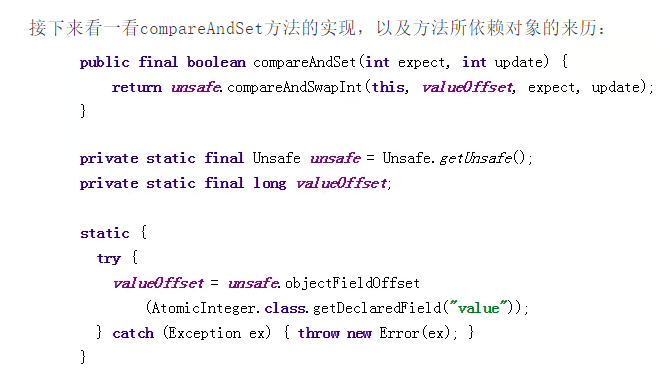 接下来看一看compareAndSet方法的实现，以及方法所依赖对象的来历：
public final boolean compareAndSet(int expect, int update) {
return unsafe.compareAndSwapInt(this, valueOffset, expect, update);
}
private static final Unsafe unsafe = Unsafe.getUnsafe();
private static final long valueOffset;
static {
try {
valueOffset = unsafe.objectFieldOffset
(AtomicInteger.class.getDeclaredField("value"));
} catch (Exception ex) { throw new Error(ex); }
}